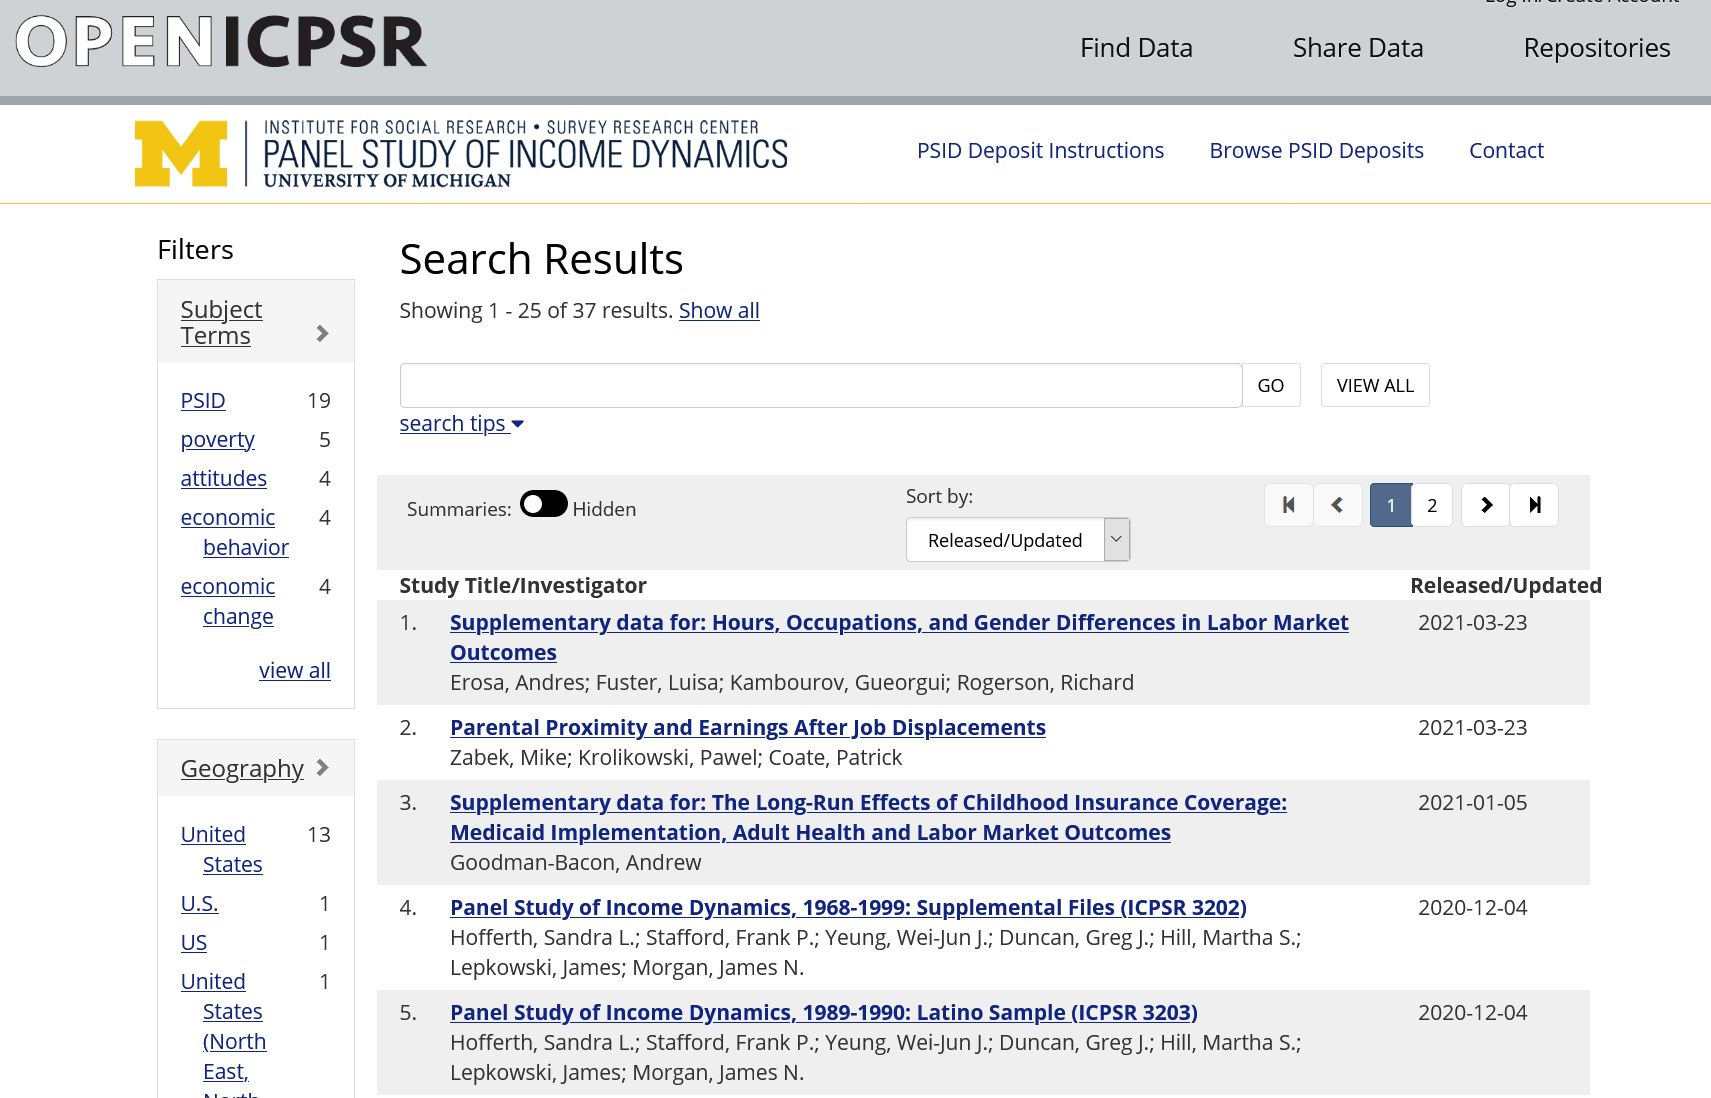 Log In/Create Account
OPENICPSR
Find Data
Share Data
Repositories
M
INSTITUTE FOR SOCIAL RESEARCH • SURVEY RESEARCH CENTER
PANEL STUDY OF INCOME DYNAMICS
UNIVERSITY OF MICHIGAN
PSID Deposit Instructions
Browse PSID Deposits
Contact
Filters
Subject
Terms
PSID 19
poverty 5
attitudes 4
economic 4
behavior
economic 4
change
view all
Geography
United 13
States
U.S. 1
US 1
United 1
States
(North
East,
North
Search Results
Showing 1 - 25 of 37 results. Show all
GO
VIEW ALL
search tips
Summaries: Hidden
Sort by:
Released/Updated
1
2
Study Title/Investigator
Released/Updated
1. Supplementary data for: Hours, Occupations, and Gender Differences in Labor Market 2021-03-23
Outcomes
Erosa, Andres; Fuster, Luisa; Kambourov, Gueorgui; Rogerson, Richard
2. Parental Proximity and Earnings After Job Displacements 2021-03-23
Zabek, Mike; Krolikowski, Pawel; Coate, Patrick
3. Supplementary data for: The Long-Run Effects of Childhood Insurance Coverage: 2021-01-05
Medicaid Implementation, Adult Health and Labor Market Outcomes
Goodman-Bacon, Andrew
4. Panel Study of Income Dynamics, 1968-1999: Supplemental Files (ICPSR 3202) 2020-12-04
Hofferth, Sandra L.; Stafford, Frank P.; Yeung, Wei-Jun J.; Duncan, Greg J.; Hill, Martha S.;
Lepkowski, James; Morgan, James N.
5. Panel Study of Income Dynamics, 1989-1990: Latino Sample (ICPSR 3203) 2020-12-04
Hofferth, Sandra L.; Stafford, Frank P.; Yeung, Wei-Jun J.; Duncan, Greg J.; Hill, Martha S.;
Lepkowski, James; Morgan, James N.